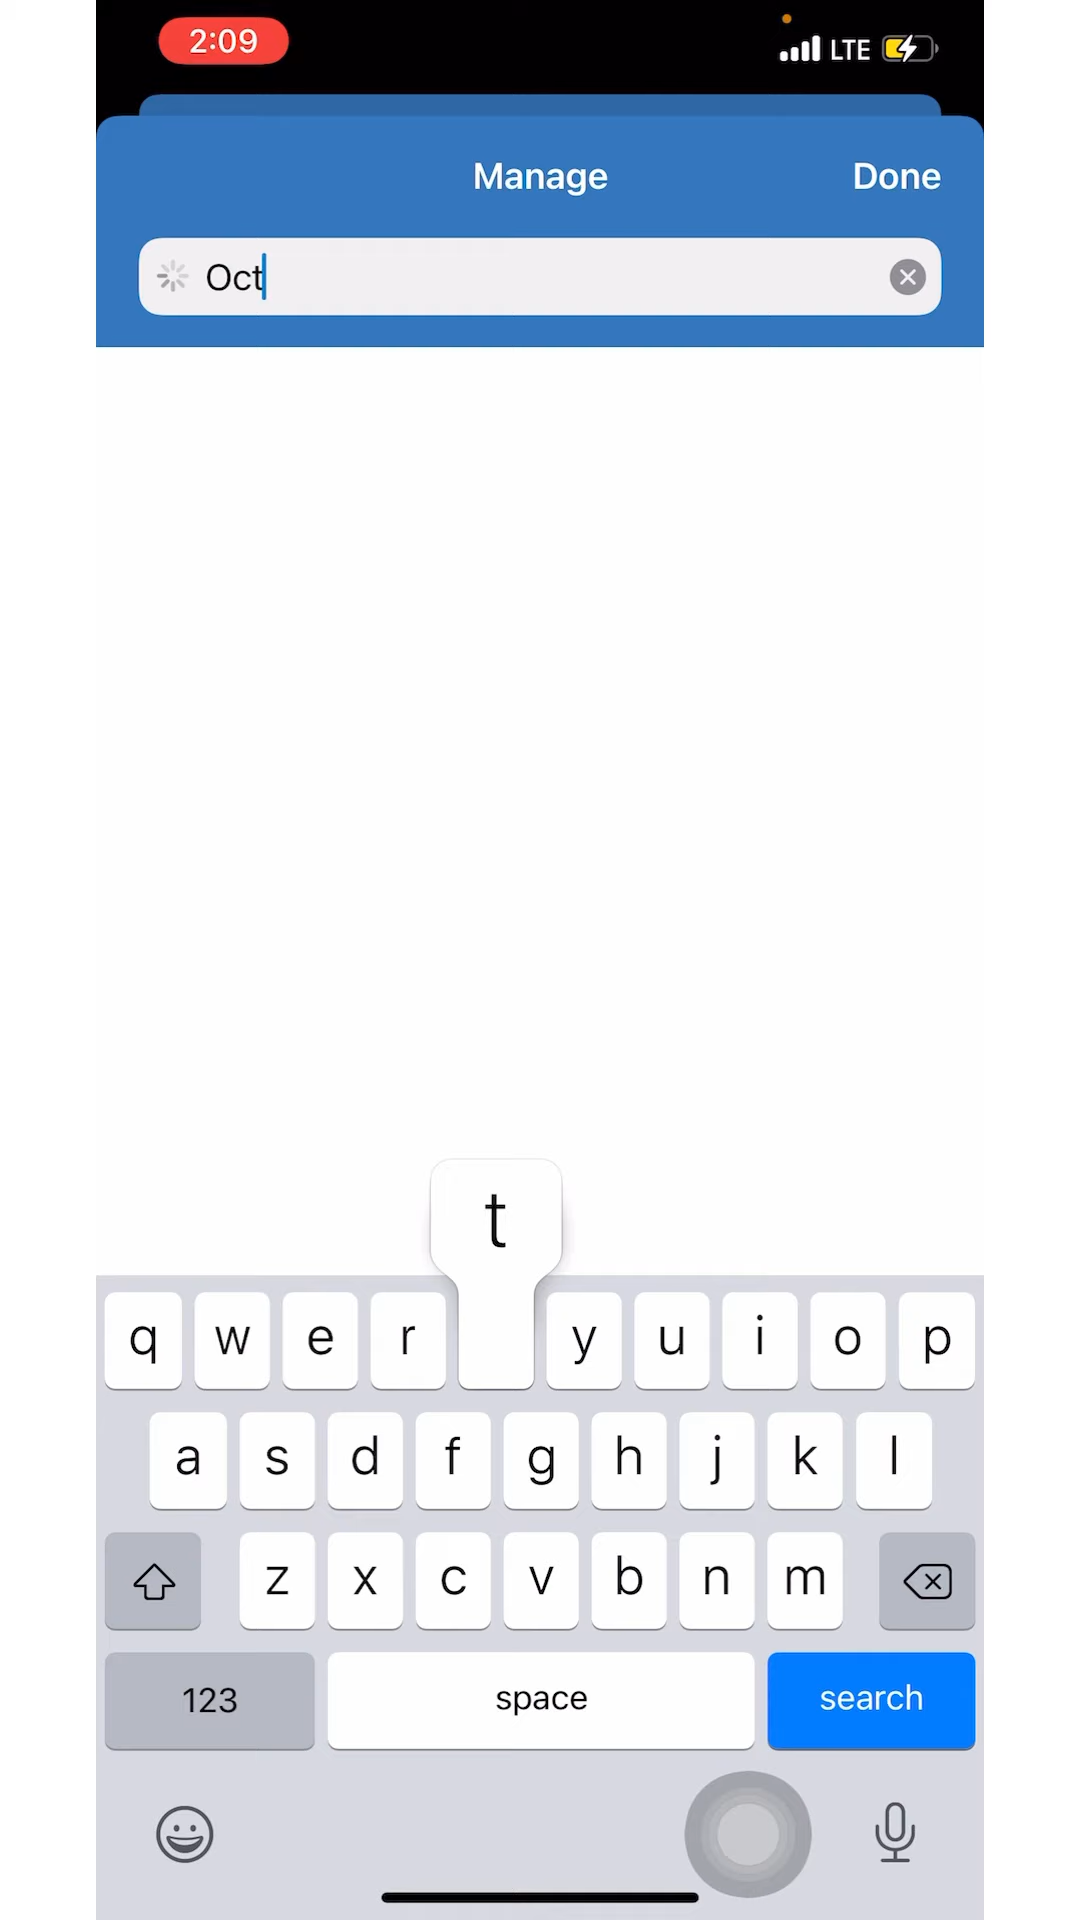 2:09
LTE
Manage
Done
Oct
t
q w e r y u i o p
a s d f g h j k l
z x c v b n m
123 space search